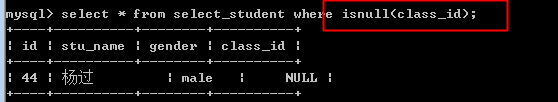 mysql> select * from select_student where isnull(class_id);
+----+----------+--------+----------+
| id | stu_name | gender | class_id |
+----+----------+--------+----------+
| 44 | 杨过 | male | NULL |
+----+----------+--------+----------+